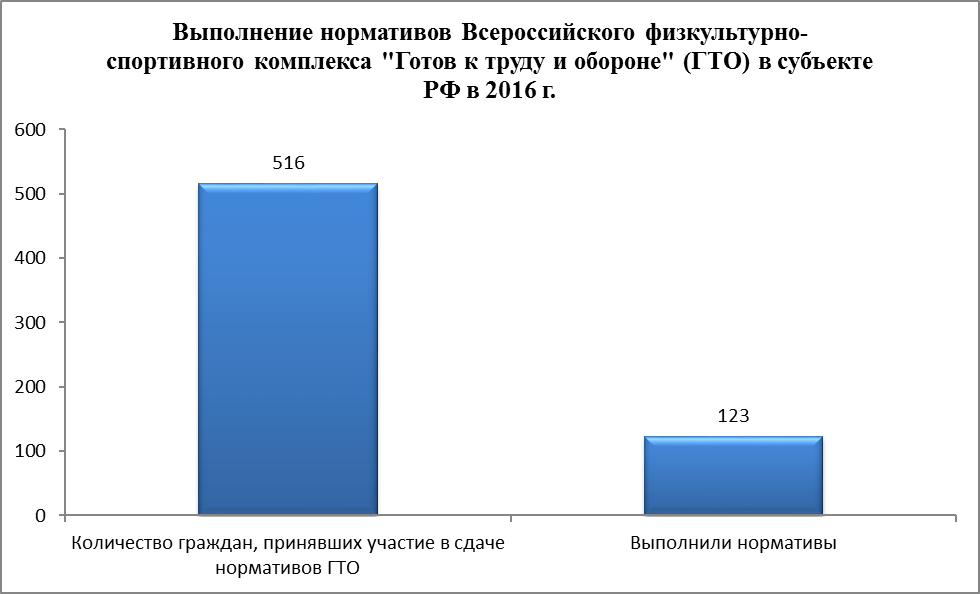 Выполнение нормативов Всероссийского физкультурно-
спортивного комплекса "Готов к труду и обороне" (ГТО) в субъекте
РФ в 2016 г.
600
500
400
300
200
100
0
516
123
Количество граждан, принявших участие в сдаче
нормативов ГТО
Выполнили нормативы